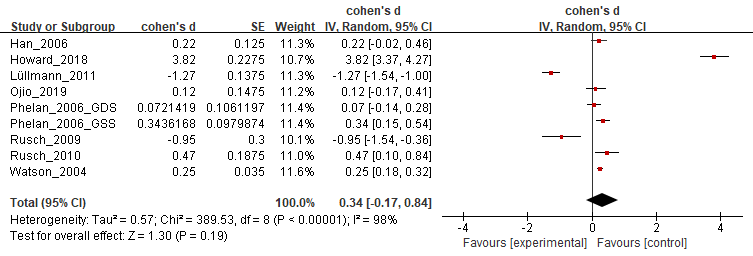 cohen's d cohen's d
Study or Subgroup cohen's d SE Weight IV, Random, 95% CI IV, Random, 95% CI
Han_2006 0.22 0.125 11.3% 0.22 [-0.02, 0.46]
Howard_2018 3.82 0.2275 10.7% 3.82 [3.37, 4.27]
Lüllmann_2011 -1.27 0.1375 11.3% -1.27 [-1.54, -1.00]
Ojio_2019 0.12 0.1475 11.2% 0.12 [-0.17, 0.41]
Phelan_2006_GDS 0.0721419 0.1061197 11.4% 0.07 [-0.14, 0.28]
Phelan_2006_GSS 0.3436168 0.0979874 11.4% 0.34 [0.15, 0.54]
Rusch_2009 -0.95 0.3 10.1% -0.95 [-1.54, -0.36]
Rusch_2010 0.47 0.1875 11.0% 0.47 [0.10, 0.84]
Watson_2004 0.25 0.035 11.6% 0.25 [0.18, 0.32]
Total (95% CI) 100.0% 0.34 [-0.17, 0.84]
Heterogeneity: Tau² = 0.57; Chi² = 389.53, df = 8 (P < 0.00001); I² = 98%
Test for overall effect: Z = 1.30 (P = 0.19)
-4 -2 0 2 4
Favours [experimental] Favours [control]